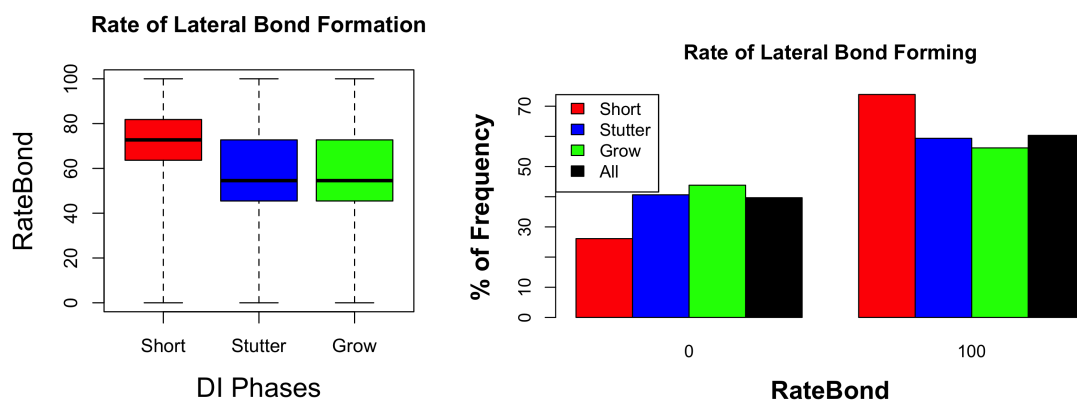 Rate of Lateral Bond Formation
RateBond
100
80
60
40
20
0
Short
Stutter
Grow
DI Phases
Rate of Lateral Bond Forming
% of Frequency
70
50
30
10
0
Short
Stutter
Grow
All
0
100
RateBond